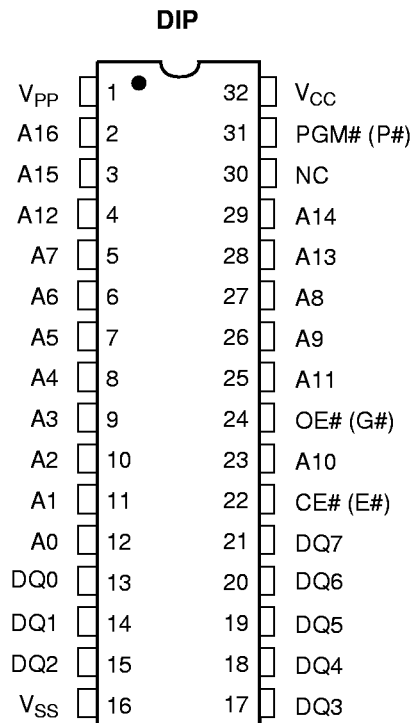 DIP
VPP 1 32 VCC
A16 2 31 PGM# (P#)
A15 3 30 NC
A12 4 29 A14
A7 5 28 A13
A6 6 27 A8
A5 7 26 A9
A4 8 25 A11
A3 9 24 OE# (G#)
A2 10 23 A10
A1 11 22 CE# (E#)
A0 12 21 DQ7
DQ0 13 20 DQ6
DQ1 14 19 DQ5
DQ2 15 18 DQ4
VSS 16 17 DQ3